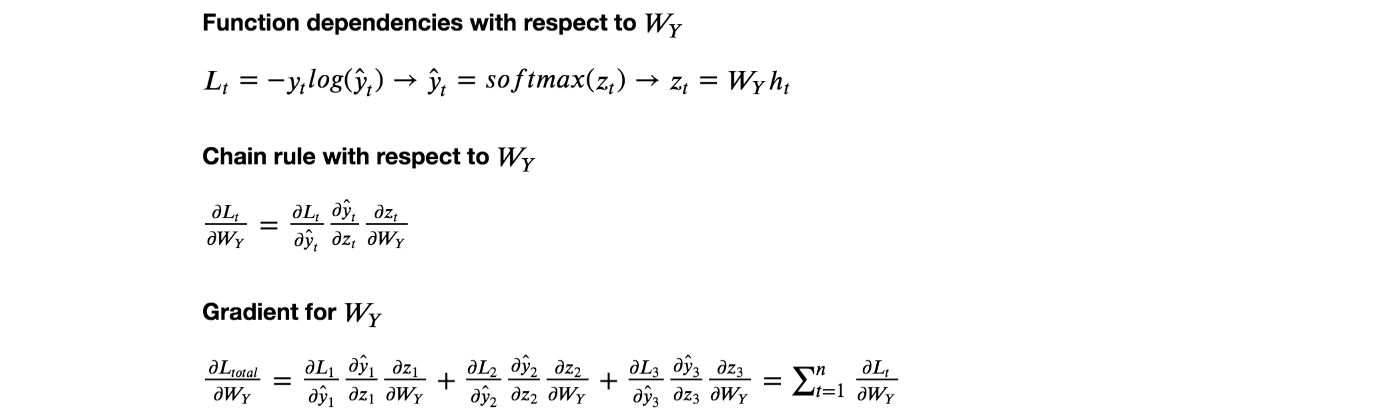 Function dependencies with respect to W_Y
L_t = −y_t log(ŷ_t) → ŷ_t = softmax(z_t) → z_t = W_Y h_t
Chain rule with respect to W_Y
∂L_t/∂W_Y = ∂L_t/∂ŷ_t ∂ŷ_t/∂z_t ∂z_t/∂W_Y
Gradient for W_Y
∂L_total/∂W_Y = ∂L_1/∂ŷ_1 ∂ŷ_1/∂z_1 ∂z_1/∂W_Y + ∂L_2/∂ŷ_2 ∂ŷ_2/∂z_2 ∂z_2/∂W_Y + ∂L_3/∂ŷ_3 ∂ŷ_3/∂z_3 ∂z_3/∂W_Y = ∑_{t=1}^{n} ∂L_t/∂W_Y